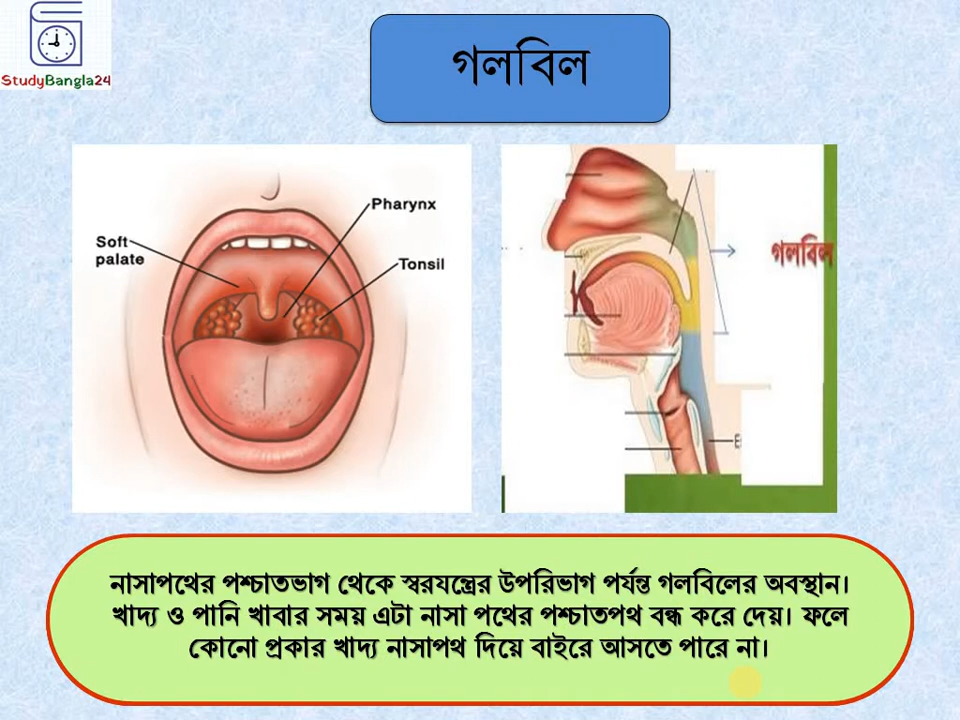 StudyBangla24
গলবিল
Pharynx
Soft
palate
Tonsil
গলবিল
E
নাসাপথের পশ্চাতভাগ থেকে স্বরযন্ত্রের উপরিভাগ পর্যন্ত গলবিলের অবস্থান।
খাদ্য ও পানি খাবার সময় এটা নাসা পথের পশ্চাতপথ বন্ধ করে দেয়। ফলে
কোনো প্রকার খাদ্য নাসাপথ দিয়ে বাইরে আসতে পারে না।